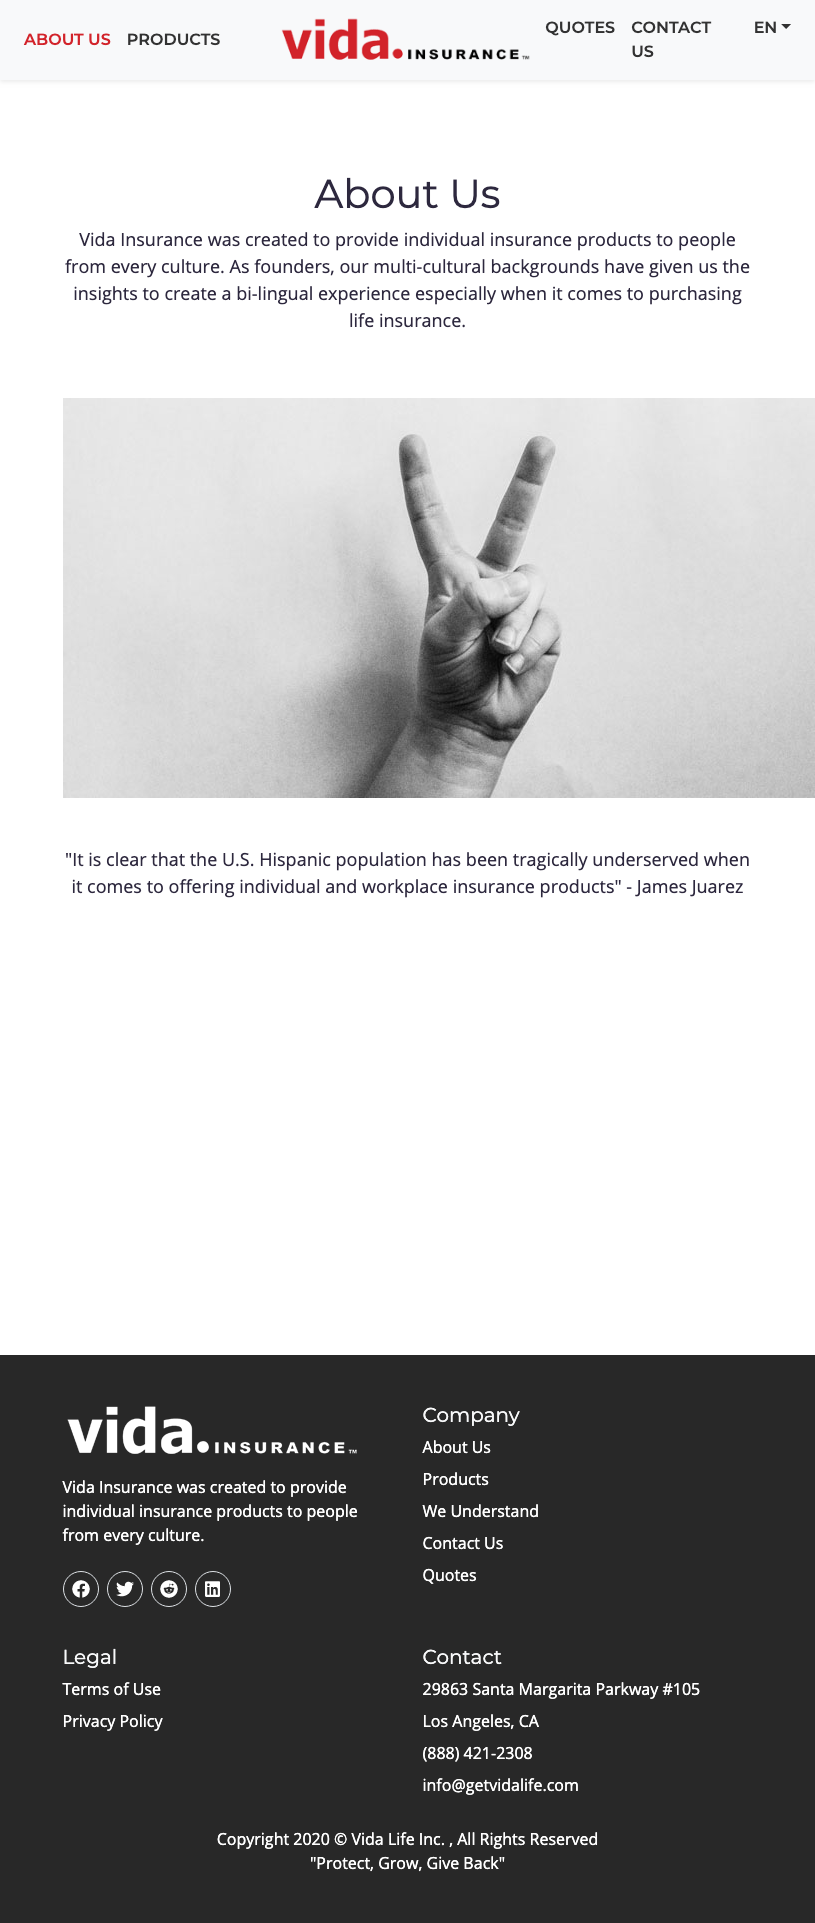 ABOUT US PRODUCTS
vida.INSURANCE™
QUOTES CONTACT US
EN
About Us
Vida Insurance was created to provide individual insurance products to people
from every culture. As founders, our multi-cultural backgrounds have given us the
insights to create a bi-lingual experience especially when it comes to purchasing
life insurance.
"It is clear that the U.S. Hispanic population has been tragically underserved when
it comes to offering individual and workplace insurance products" - James Juarez
vida.INSURANCE™
Vida Insurance was created to provide
individual insurance products to people
from every culture.
Company
About Us
Products
We Understand
Contact Us
Quotes
Legal
Terms of Use
Privacy Policy
Contact
29863 Santa Margarita Parkway #105
Los Angeles, CA
(888) 421-2308
info@getvidalife.com
Copyright 2020 © Vida Life Inc. , All Rights Reserved
"Protect, Grow, Give Back"